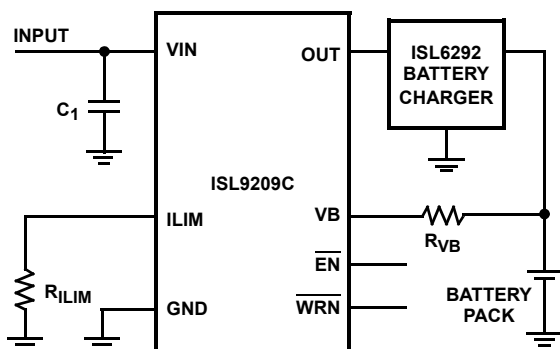 INPUT
VIN
OUT
ISL6292
BATTERY
CHARGER
C1
ISL9209C
ILIM
VB
RVB
EN
RILIM
GND
WRN
BATTERY
PACK